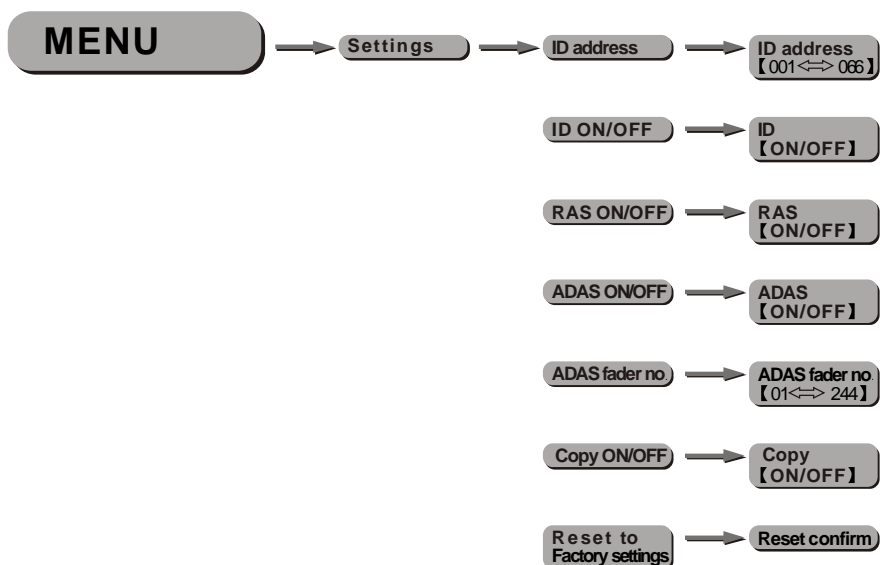 MENU
Settings
ID address
ID address
【001⇔066】
ID ON/OFF
ID
【ON/OFF】
RAS ON/OFF
RAS
【ON/OFF】
ADAS ON/OFF
ADAS
【ON/OFF】
ADAS fader no.
ADAS fader no.
【01⇔244】
Copy ON/OFF
Copy
【ON/OFF】
Reset to
Factory settings
Reset confirm